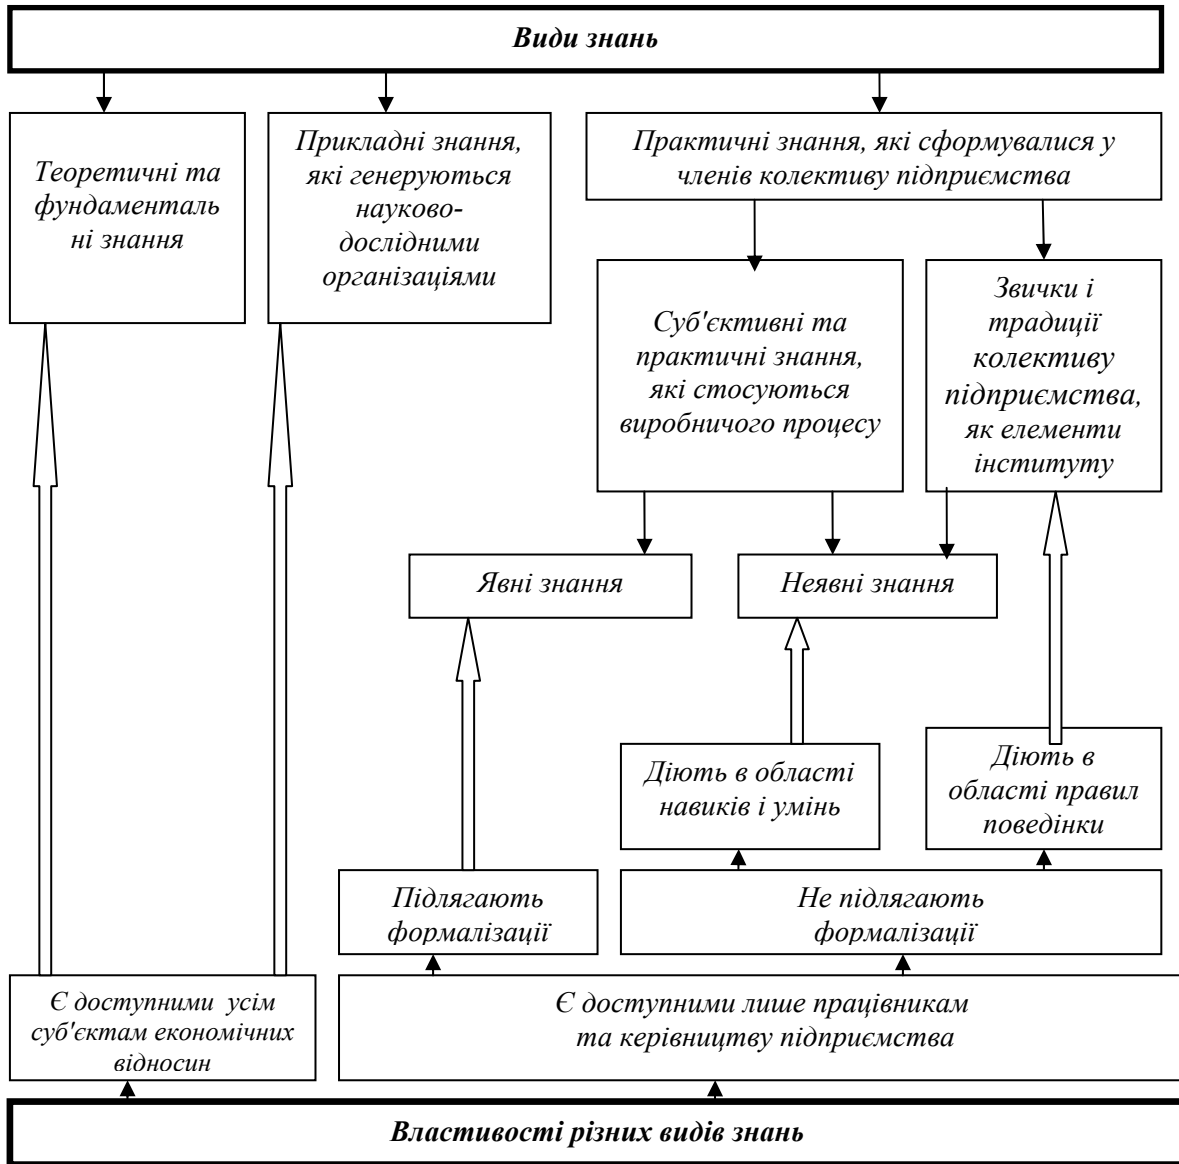 Види знань
Теоретичні та
фундаменталь
ні знання
Прикладні знання,
які генеруються
науково-
дослідними
організаціями
Практичні знання, які сформувалися у
членів колективу підприємства
Суб'єктивні та
практичні знання,
які стосуються
виробничого процесу
Звички і
традиції
колективу
підприємства,
як елементи
інституту
Явні знання
Неявні знання
Діють в області
навиків і умінь
Діють в
області правил
поведінки
Підлягають
формалізації
Не підлягають
формалізації
Є доступними усім
суб'єктам економічних
відносин
Є доступними лише працівникам
та керівництву підприємства
Властивості різних видів знань